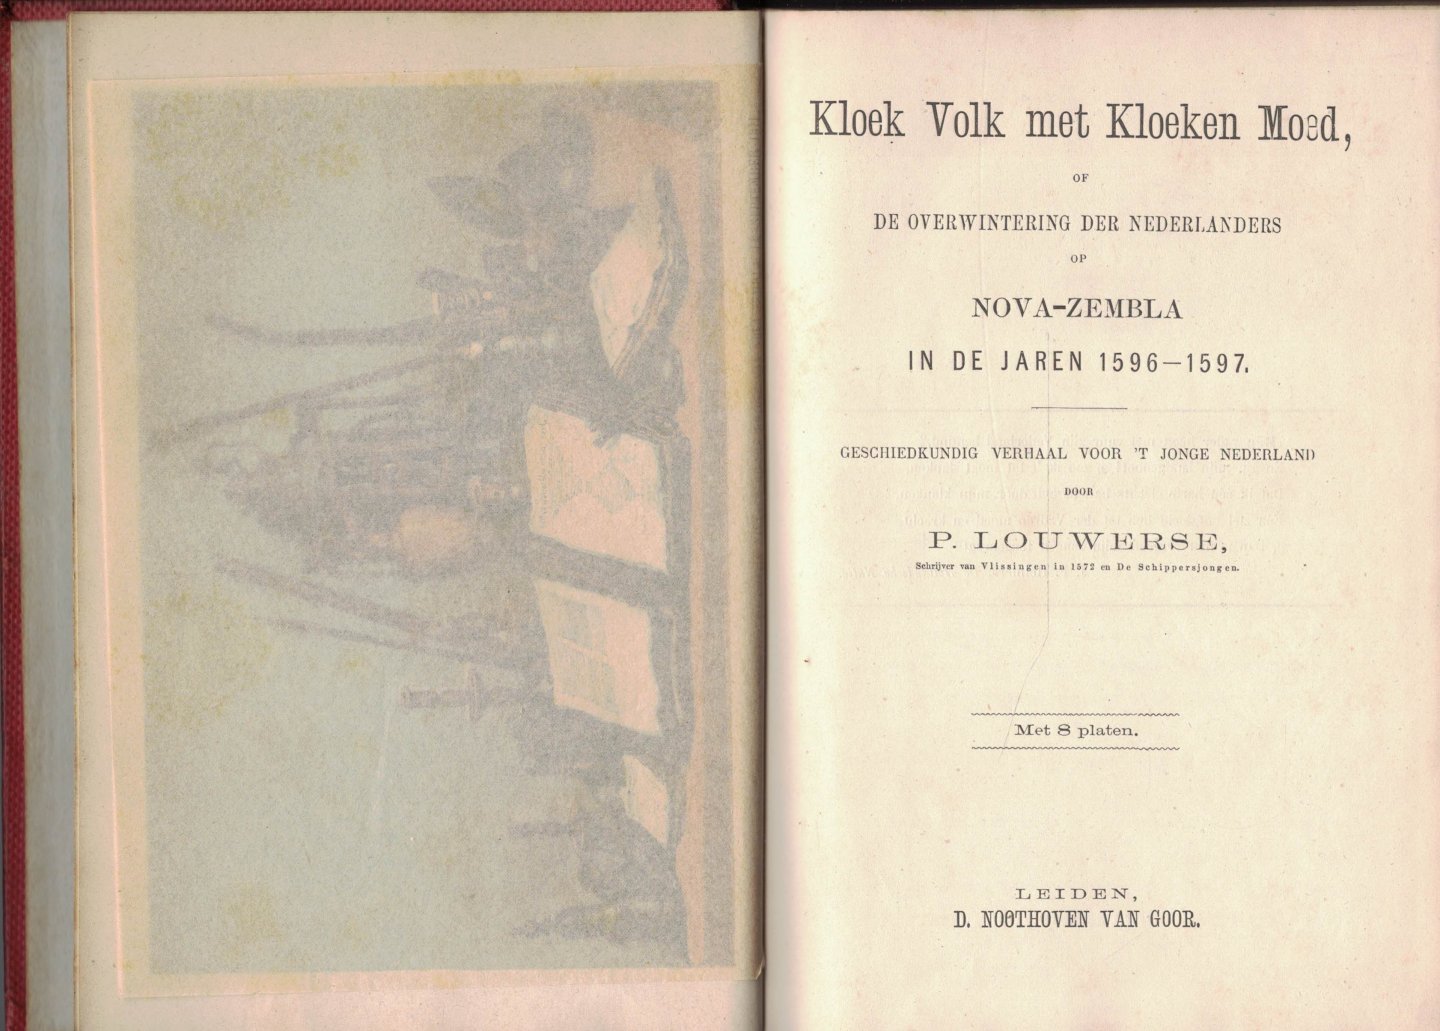 Kloek Volk met Kloeken Moed,
OF
DE OVERWINTERING DER NEDERLANDERS
OP
NOVA-ZEMBLA
IN DE JAREN 1596—1597.
GESCHIEDKUNDIG VERHAAL VOOR 'T JONGE NEDERLAND
DOOR
P. LOUWERSE,
Schrijver van Vlissingen in 1572 en De Schippersjongen.
Met 8 platen.
LEIDEN,
D. NOOTHOVEN VAN GOOR.